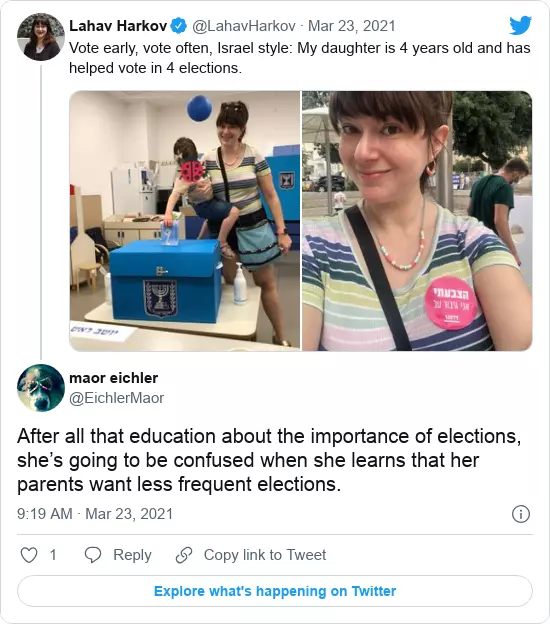 Lahav Harkov @LahavHarkov · Mar 23, 2021
Vote early, vote often, Israel style: My daughter is 4 years old and has
helped vote in 4 elections.
הצבעתי
אני
maor eichler
@EichlerMaor
After all that education about the importance of elections,
she’s going to be confused when she learns that her
parents want less frequent elections.
9:19 AM · Mar 23, 2021
1 Reply Copy link to Tweet
Explore what's happening on Twitter